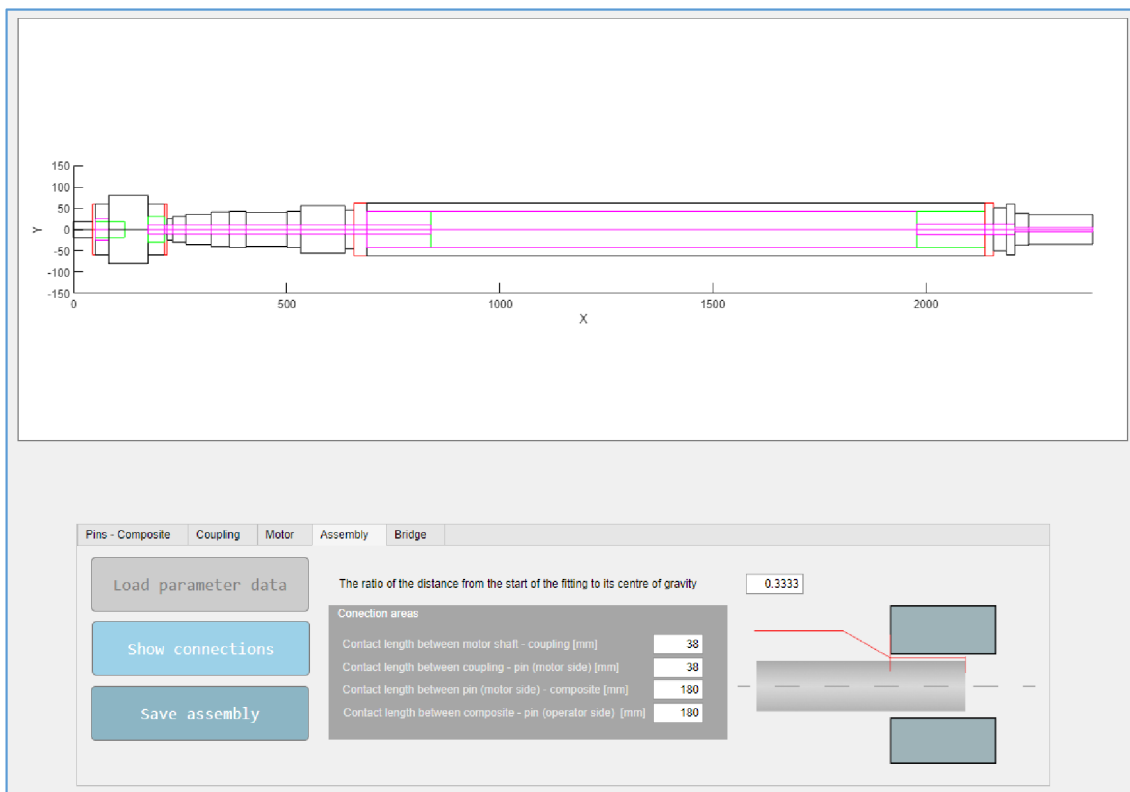 150
100
50
0
-50
-100
-150
Y
0 500 1000 1500 2000
X
Pins - Composite Coupling Motor Assembly Bridge
Load parameter data
Show connections
Save assembly
The ratio of the distance from the start of the fitting to its centre of gravity 0.3333
Conection areas
Contact length between motor shaft - coupling [mm] 38
Contact length between coupling - pin (motor side) [mm] 38
Contact length between pin (motor side) - composite [mm] 180
Contact length between composite - pin (operator side) [mm] 180